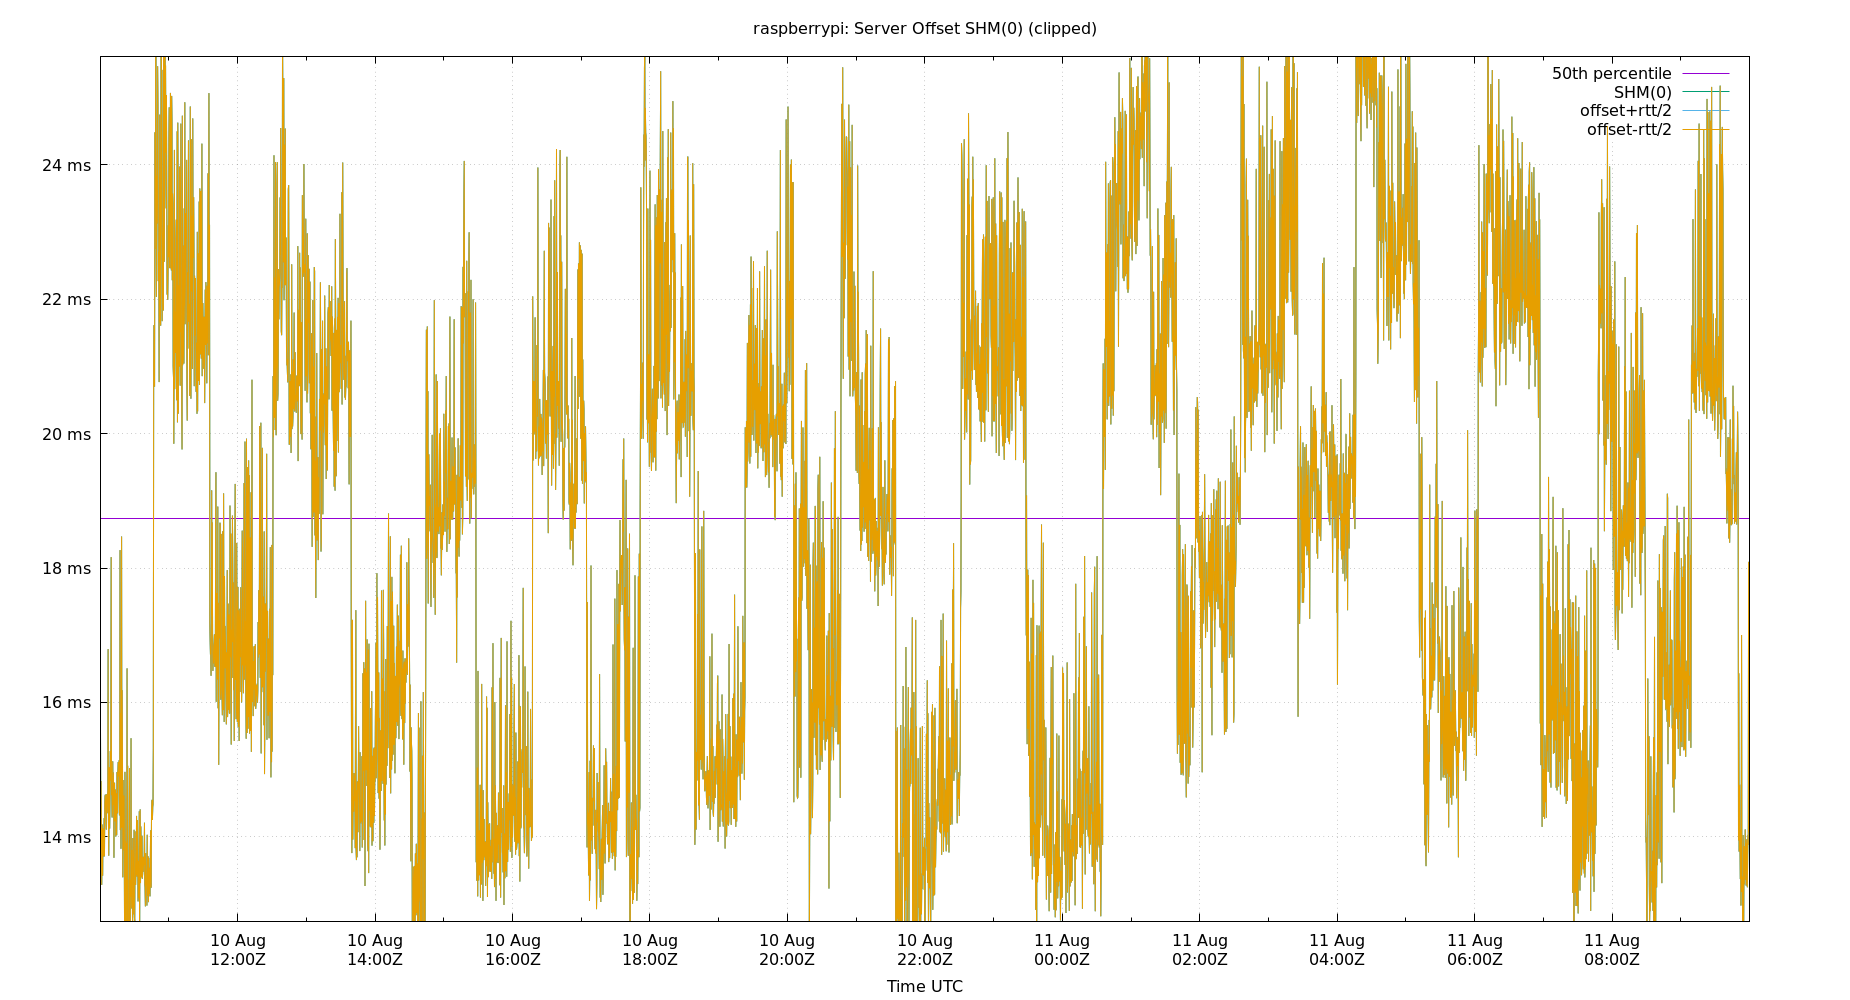 raspberrypi: Server Offset SHM(0) (clipped)
50th percentile
SHM(0)
offset+rtt/2
offset-rtt/2
24 ms
22 ms
20 ms
18 ms
16 ms
14 ms
10 Aug 10 Aug 10 Aug 10 Aug 10 Aug 10 Aug 11 Aug 11 Aug 11 Aug 11 Aug 11 Aug
12:00Z 14:00Z 16:00Z 18:00Z 20:00Z 22:00Z 00:00Z 02:00Z 04:00Z 06:00Z 08:00Z
Time UTC